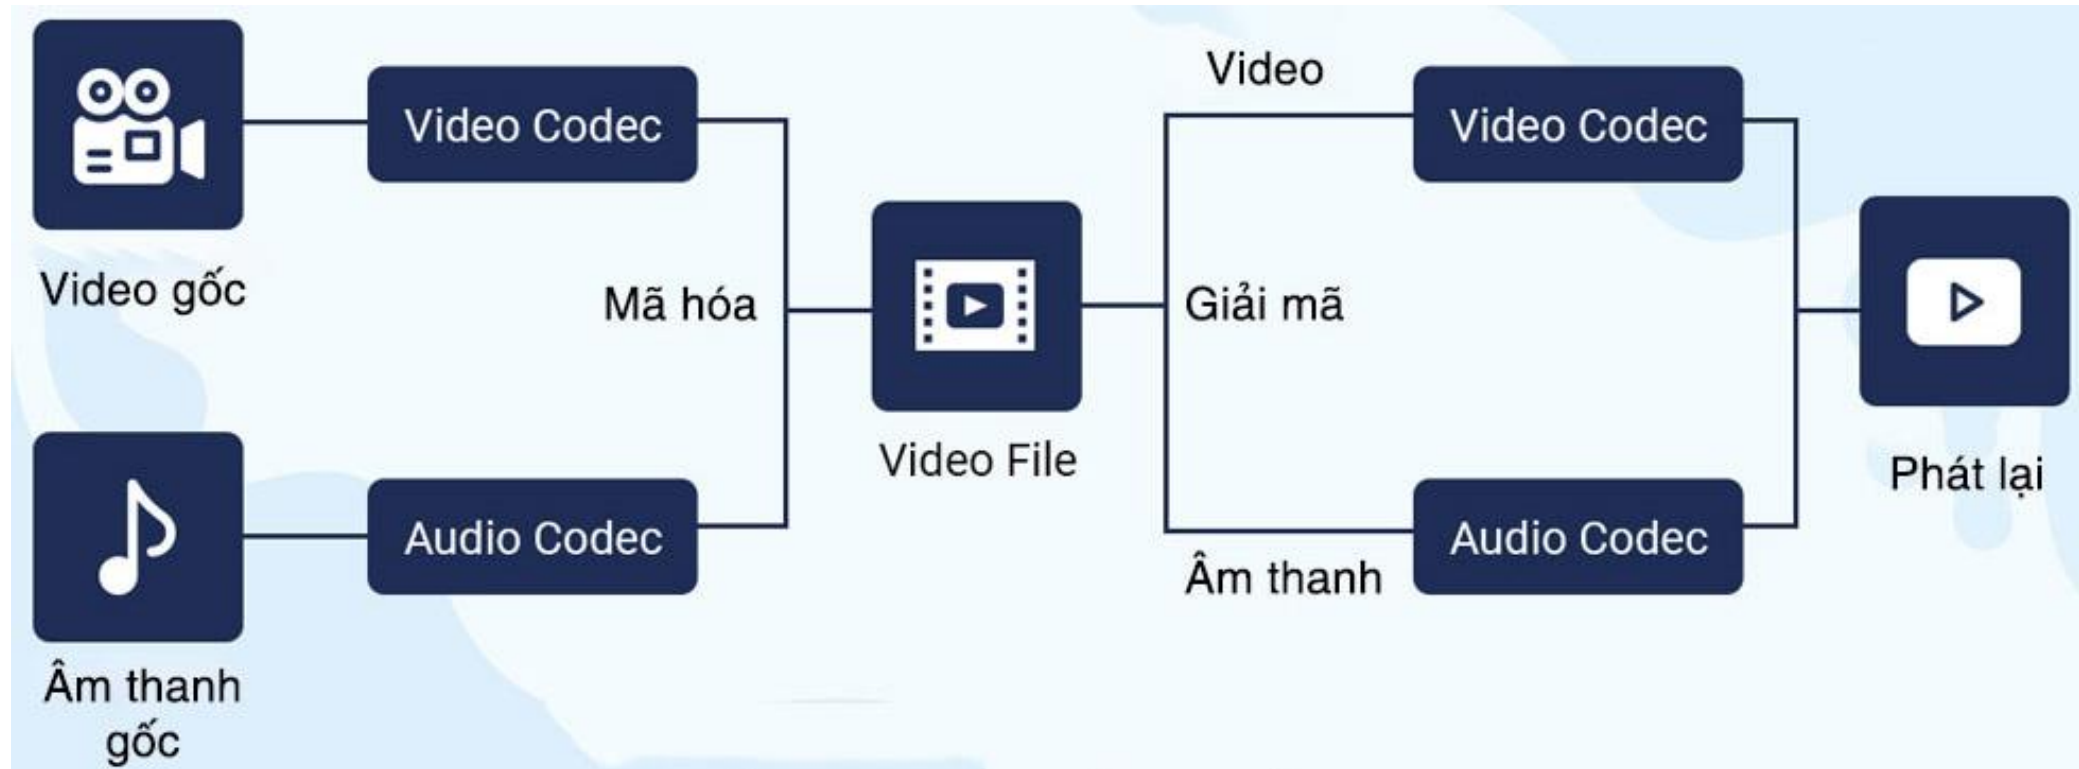 Video gốc
Video Codec
Mã hóa
Âm thanh
gốc
Audio Codec
Video File
Video
Giải mã
Âm thanh
Video Codec
Audio Codec
Phát lại